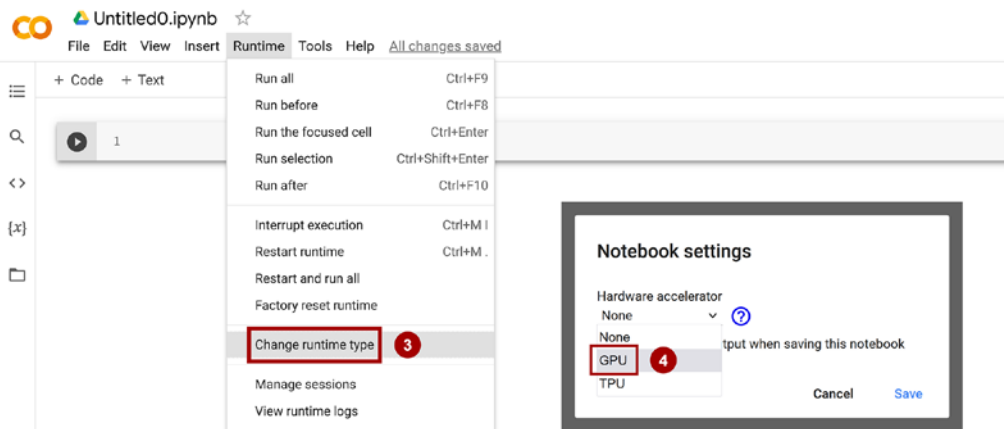 Untitled0.ipynb
File Edit View Insert Runtime Tools Help All changes saved
+ Code + Text
1
Run all Ctrl+F9
Run before Ctrl+F8
Run the focused cell Ctrl+Enter
Run selection Ctrl+Shift+Enter
Run after Ctrl+F10
Interrupt execution Ctrl+M I
Restart runtime Ctrl+M .
Restart and run all
Factory reset runtime
Change runtime type 3
Manage sessions
View runtime logs
{x}
Notebook settings
Hardware accelerator
None ?
None
tput when saving this notebook
GPU 4
TPU
Cancel Save